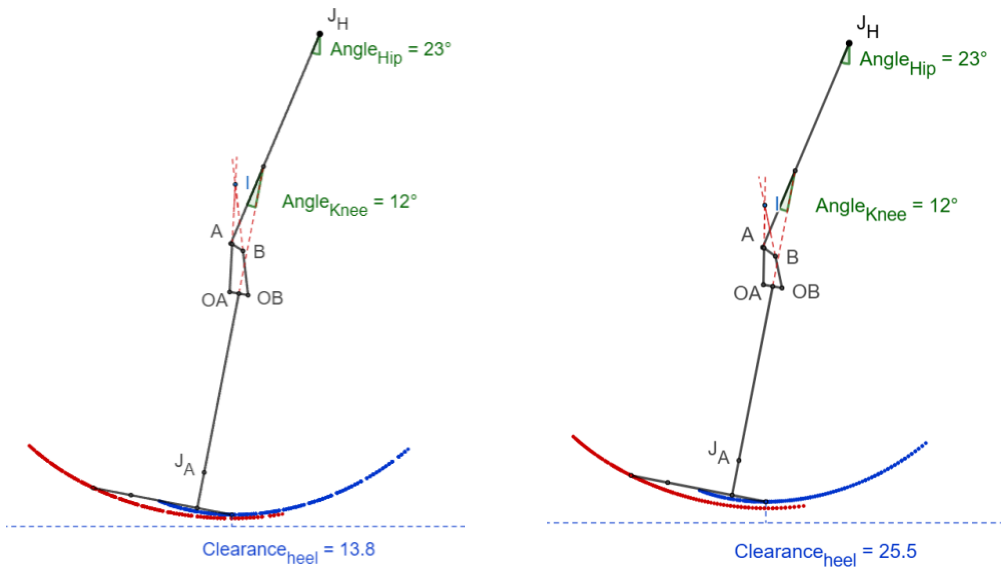 J_H
Angle_Hip = 23°
I
Angle_Knee = 12°
A
B
OA
OB
J_A
Clearance_heel = 13.8
J_H
Angle_Hip = 23°
I
Angle_Knee = 12°
A
B
OA
OB
J_A
Clearance_heel = 25.5